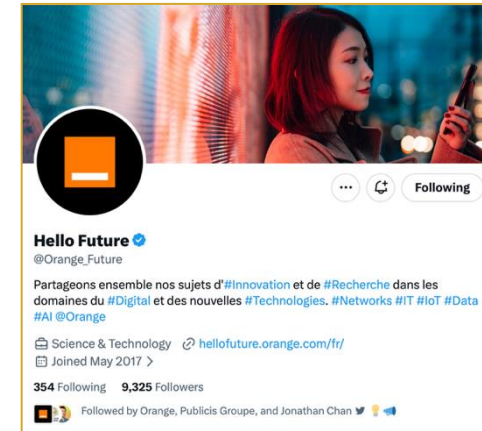 Following
Hello Future
@Orange_Future
Partageons ensemble nos sujets d'#Innovation et de #Recherche dans les
domaines du #Digital et des nouvelles #Technologies. #Networks #IT #IoT #Data
#AI @Orange
Science & Technology hellofuture.orange.com/fr/
Joined May 2017 >
354 Following 9,325 Followers
Followed by Orange, Publicis Groupe, and Jonathan Chan